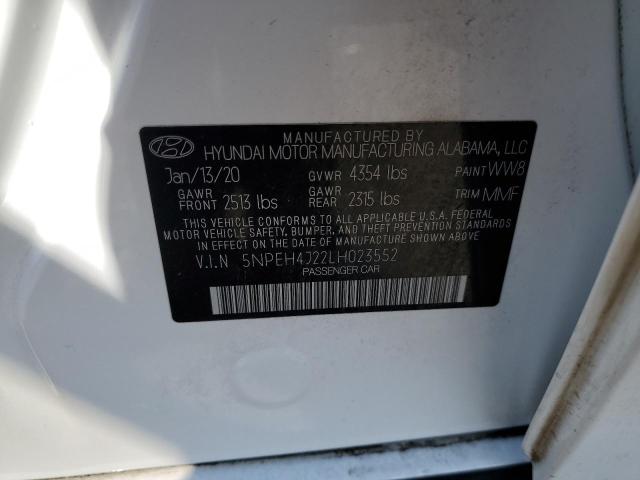 MANUFACTURED BY
HYUNDAI MOTOR MANUFACTURING ALABAMA, LLC
Jan/13/20 GVWR 4354 lbs PAINT WW8
GAWR FRONT 2513 lbs GAWR REAR 2315 lbs TRIM MMF
THIS VEHICLE CONFORMS TO ALL APPLICABLE U.S.A. FEDERAL
MOTOR VEHICLE SAFETY, BUMPER, AND THEFT PREVENTION STANDARDS
IN EFFECT ON THE DATE OF MANUFACTURE SHOWN ABOVE.
V.I.N 5NPEH4J22LH023552
PASSENGER CAR